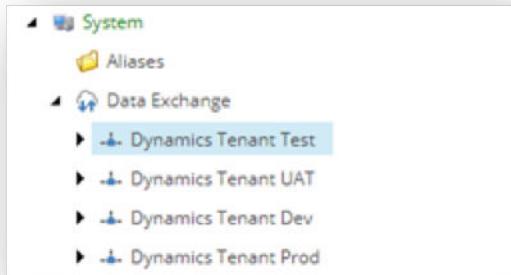 System
Aliases
Data Exchange
Dynamics Tenant Test
Dynamics Tenant UAT
Dynamics Tenant Dev
Dynamics Tenant Prod